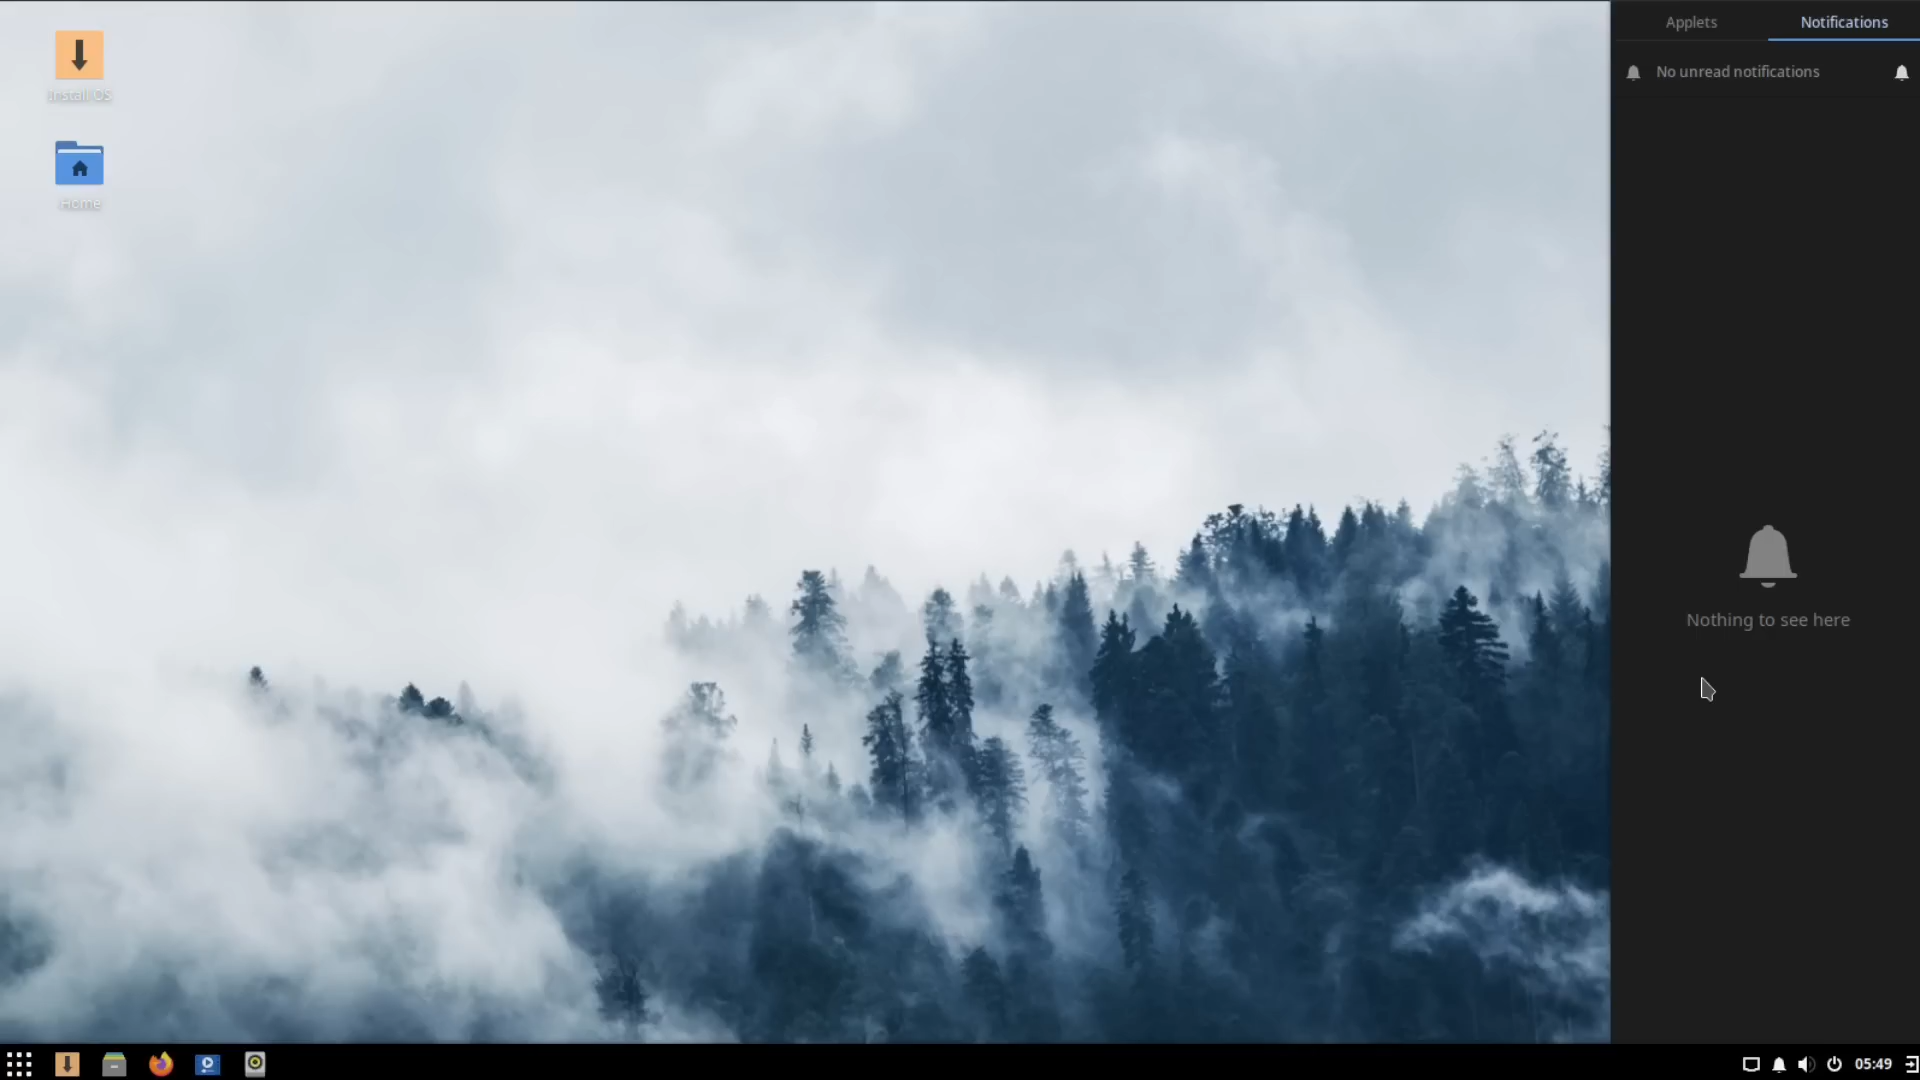 Install OS
Home
Applets
Notifications
No unread notifications
Nothing to see here
05:49